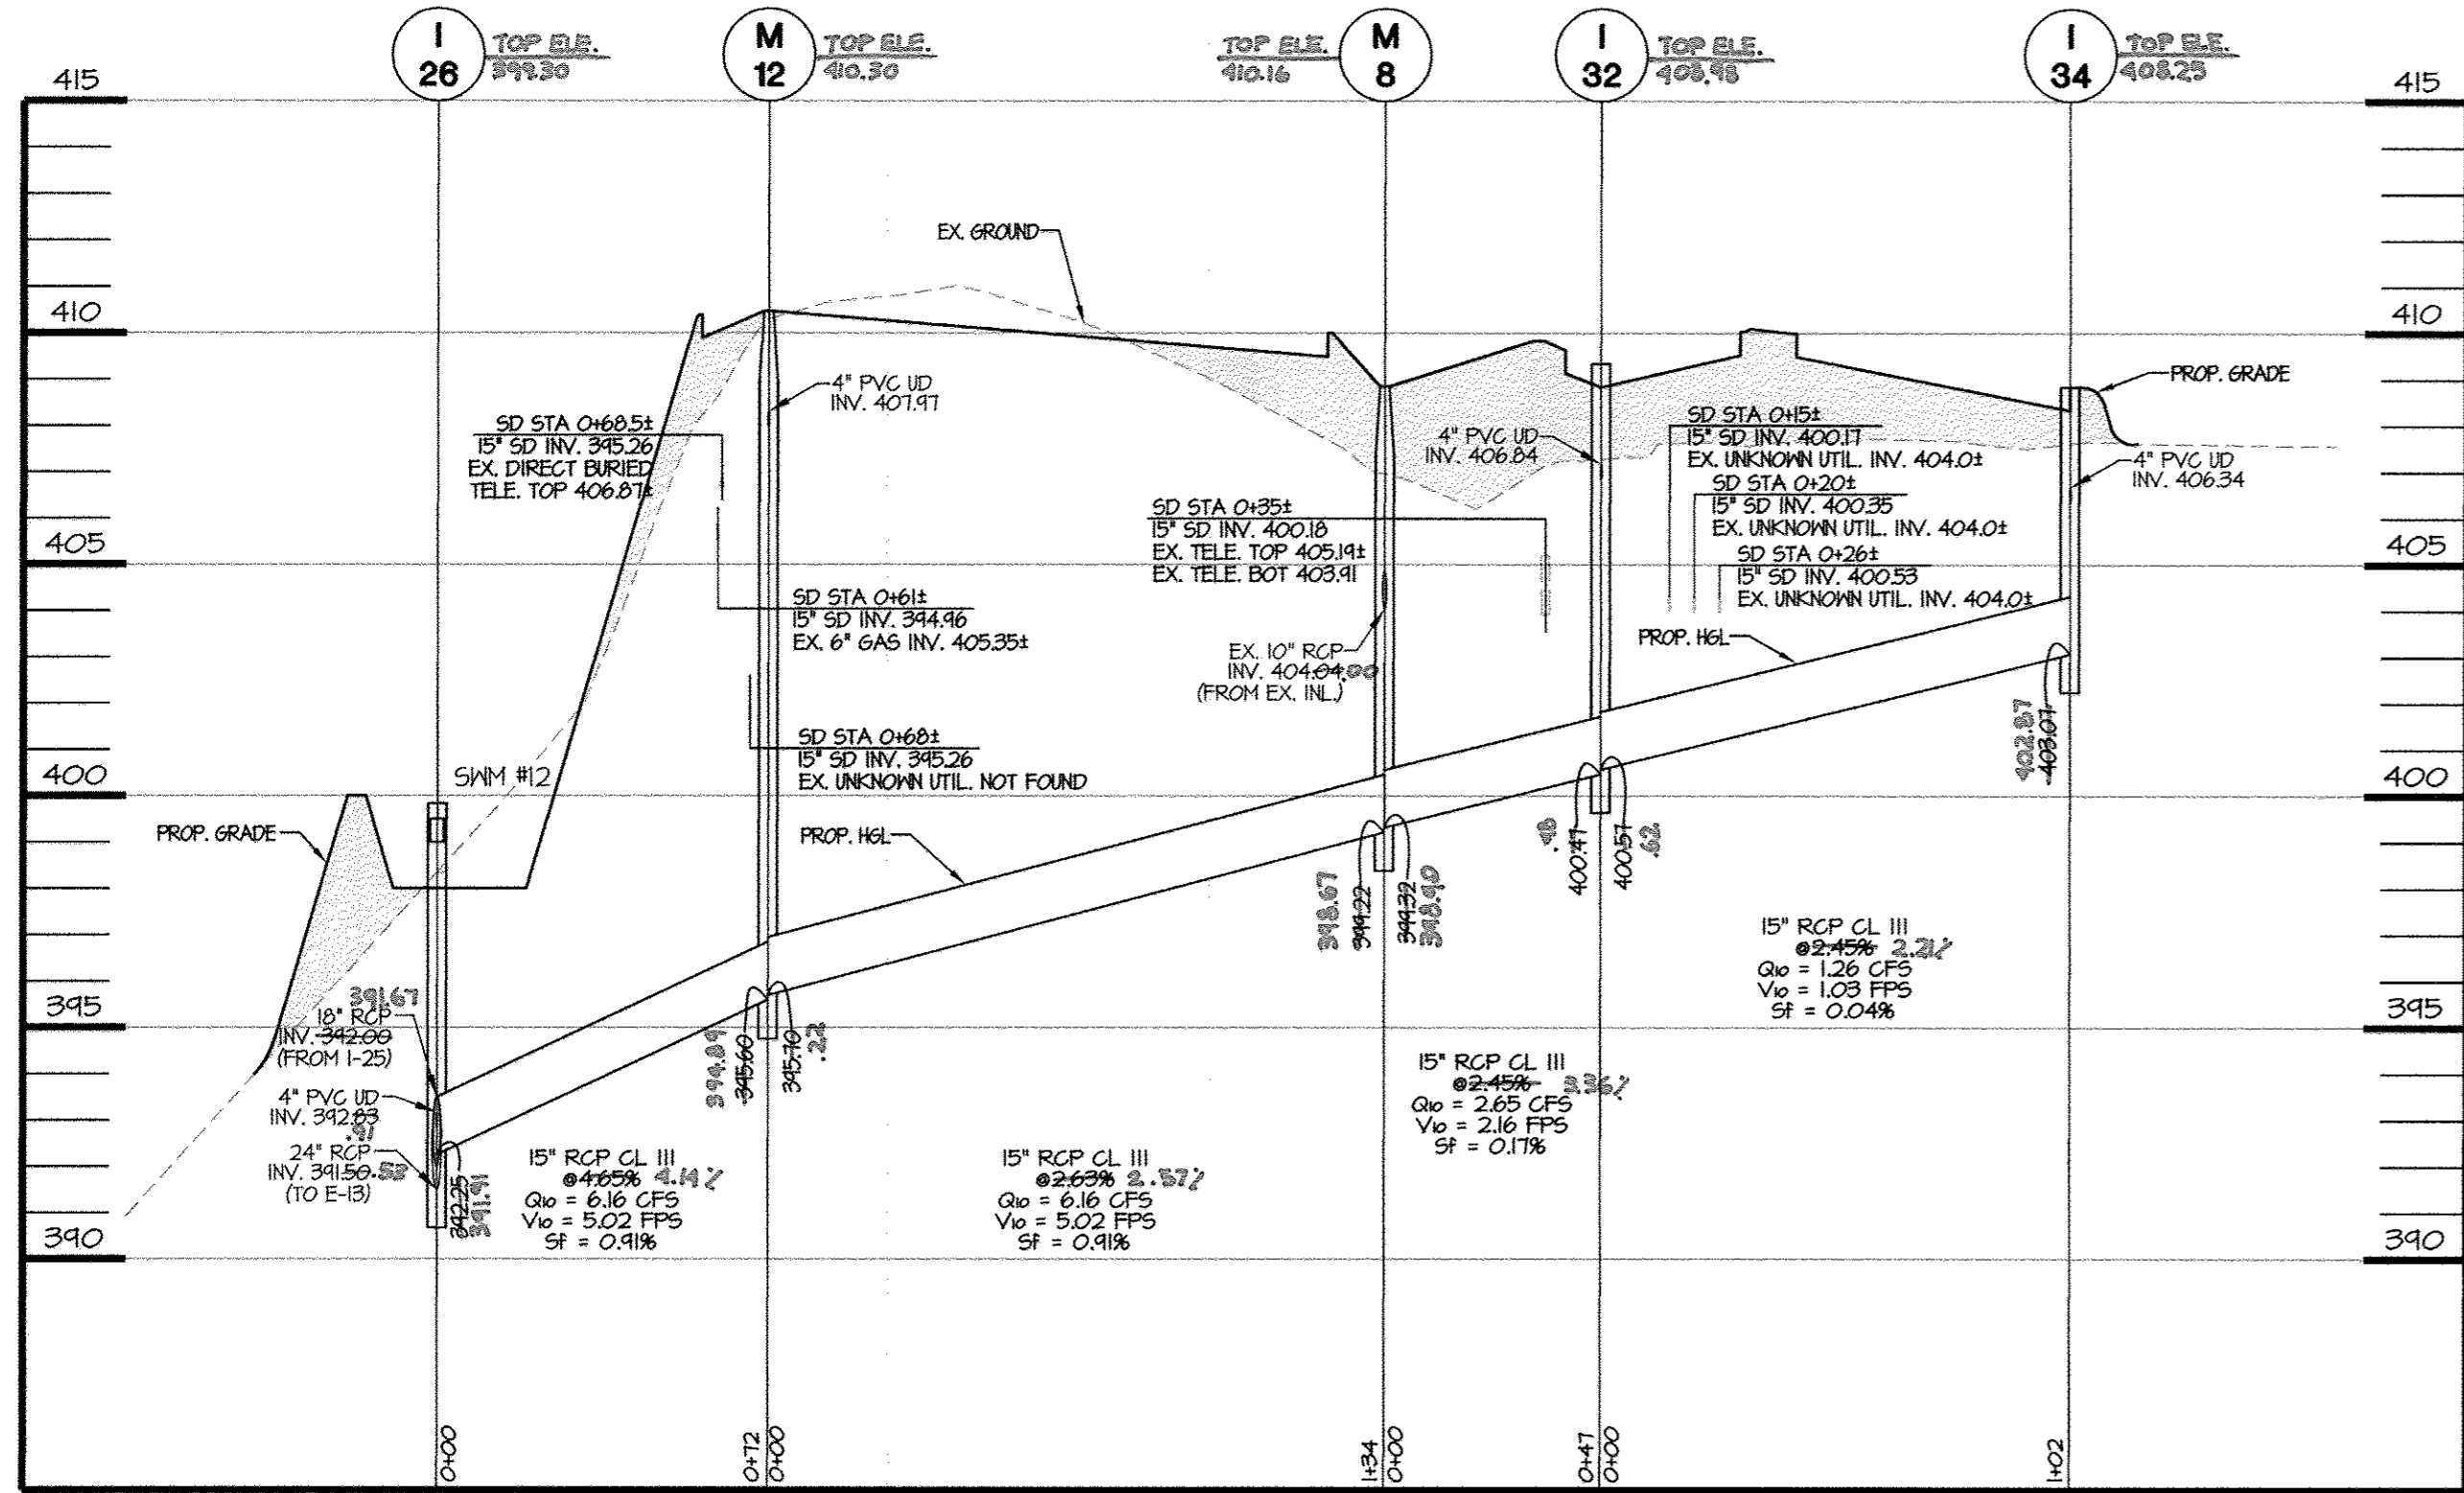 I
26
TOP ELE.
399.30
M
12
TOP ELE.
410.30
TOP ELE.
410.16
M
8
I
32
TOP ELE.
408.98
I
34
TOP ELE.
408.25
415
415
410
410
405
405
400
400
395
395
390
390
EX. GROUND
4" PVC UD
INV. 407.97
SD STA 0+68.5±
15" SD INV. 395.26
EX. DIRECT BURIED
TELE. TOP 406.87±
SD STA 0+61±
15" SD INV. 394.96
EX. 6" GAS INV. 405.35±
SD STA 0+68±
15" SD INV. 395.26
EX. UNKNOWN UTIL. NOT FOUND
SWM #12
PROP. GRADE
PROP. HGL
4" PVC UD
INV. 406.84
SD STA 0+35±
15" SD INV. 400.18
EX. TELE. TOP 405.19±
EX. TELE. BOT 403.91
EX. 10" RCP
INV. 404.04 .00
(FROM EX. INL.)
SD STA 0+15±
15" SD INV. 400.17
EX. UNKNOWN UTIL. INV. 404.0±
SD STA 0+20±
15" SD INV. 400.35
EX. UNKNOWN UTIL. INV. 404.0±
SD STA 0+26±
15" SD INV. 400.53
EX. UNKNOWN UTIL. INV. 404.0±
PROP. HGL
PROP. GRADE
4" PVC UD
INV. 406.34
402.87
403.07
.48
400.47
400.57
.62
398.67
399.22
399.32
398.90
394.89
395.60
395.70
.22
391.67
18" RCP
INV. 392.00
(FROM I-25)
4" PVC UD
INV. 392.83
.91
24" RCP
INV. 391.50 .52
(TO E-13)
392.25
391.91
15" RCP CL III
@4.65% 4.14%
Q10 = 6.16 CFS
V10 = 5.02 FPS
Sf = 0.91%
15" RCP CL III
@2.63% 2.57%
Q10 = 6.16 CFS
V10 = 5.02 FPS
Sf = 0.91%
15" RCP CL III
@2.45% 3.36%
Q10 = 2.65 CFS
V10 = 2.16 FPS
Sf = 0.17%
15" RCP CL III
@2.45% 2.21%
Q10 = 1.26 CFS
V10 = 1.03 FPS
Sf = 0.04%
0+00
0+72
0+00
1+34
0+00
0+47
0+00
1+02